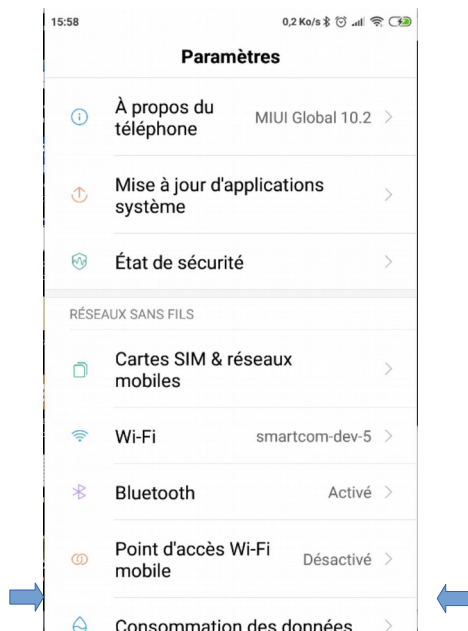 15:58 0,2 Ko/s
Paramètres
À propos du
téléphone MIUI Global 10.2
Mise à jour d'applications
système
État de sécurité
RÉSEAUX SANS FILS
Cartes SIM & réseaux
mobiles
Wi-Fi smartcom-dev-5
Bluetooth Activé
Point d'accès Wi-Fi
mobile Désactivé
Consommation des données